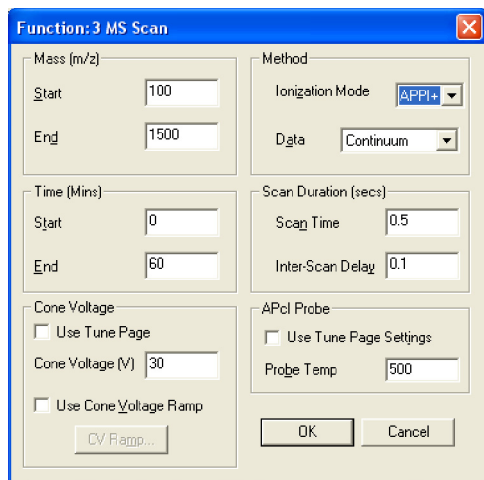 Function: 3 MS Scan
Mass (m/z)
Start 100
End 1500
Method
Ionization Mode APPI+
Data Continuum
Time (Mins)
Start 0
End 60
Scan Duration (secs)
Scan Time 0.5
Inter-Scan Delay 0.1
Cone Voltage
Use Tune Page
Cone Voltage (V) 30
Use Cone Voltage Ramp
CV Ramp...
APcI Probe
Use Tune Page Settings
Probe Temp 500
OK
Cancel